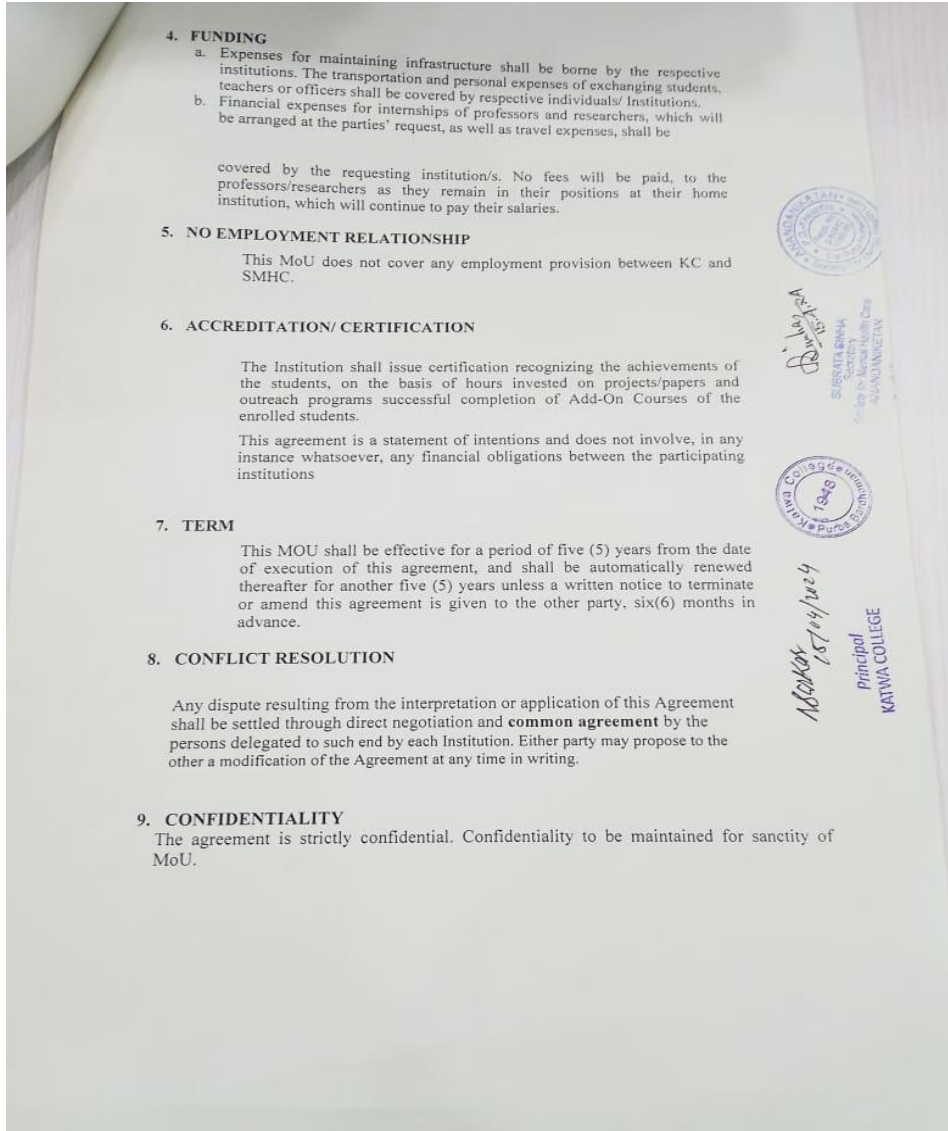 4. FUNDING
a. Expenses for maintaining infrastructure shall be borne by the respective
institutions. The transportation and personal expenses of exchanging students,
teachers or officers shall be covered by respective individuals/ Institutions.
b. Financial expenses for internships of professors and researchers, which will
be arranged at the parties' request, as well as travel expenses, shall be
covered by the requesting institution/s. No fees will be paid, to the
professors/researchers as they remain in their positions at their home
institution, which will continue to pay their salaries.
5. NO EMPLOYMENT RELATIONSHIP
This MoU does not cover any employment provision between KC and
SMHC.
6. ACCREDITATION/ CERTIFICATION
The Institution shall issue certification recognizing the achievements of
the students, on the basis of hours invested on projects/papers and
outreach programs successful completion of Add-On Courses of the
enrolled students.
This agreement is a statement of intentions and does not involve, in any
instance whatsoever, any financial obligations between the participating
institutions
7. TERM
This MOU shall be effective for a period of five (5) years from the date
of execution of this agreement, and shall be automatically renewed
thereafter for another five (5) years unless a written notice to terminate
or amend this agreement is given to the other party, six(6) months in
advance.
8. CONFLICT RESOLUTION
Any dispute resulting from the interpretation or application of this Agreement
shall be settled through direct negotiation and common agreement by the
persons delegated to such end by each Institution. Either party may propose to the
other a modification of the Agreement at any time in writing.
9. CONFIDENTIALITY
The agreement is strictly confidential. Confidentiality to be maintained for sanctity of
MoU.
ANANDANIKETAN
SUBRATA SINHA
Secretary
Society for Mental Health Care
ANANDANIKETAN
Katwa College
1948
Purba Bardhaman
15/04/2024
Principal
KATWA COLLEGE